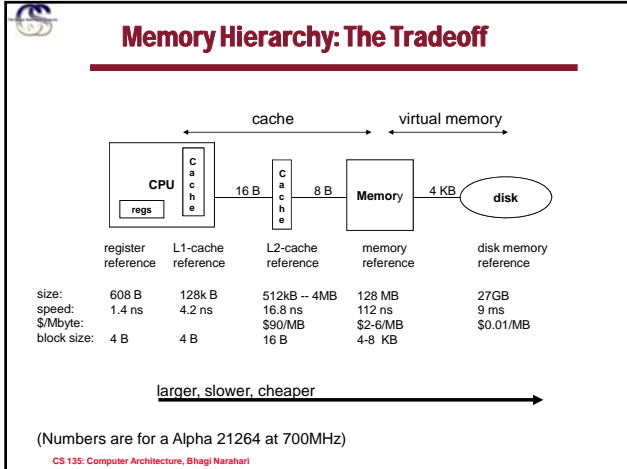 Memory Hierarchy: The Tradeoff
cache virtual memory
CPU
regs
Cache
16 B
Cache
8 B
Memory
4 KB
disk
register reference
L1-cache reference
L2-cache reference
memory reference
disk memory reference
size: 608 B 128k B 512kB -- 4MB 128 MB 27GB
speed: 1.4 ns 4.2 ns 16.8 ns 112 ns 9 ms
$/Mbyte: $90/MB $2-6/MB $0.01/MB
block size: 4 B 4 B 16 B 4-8 KB
larger, slower, cheaper
(Numbers are for a Alpha 21264 at 700MHz)
CS 135: Computer Architecture, Bhagi Narahari